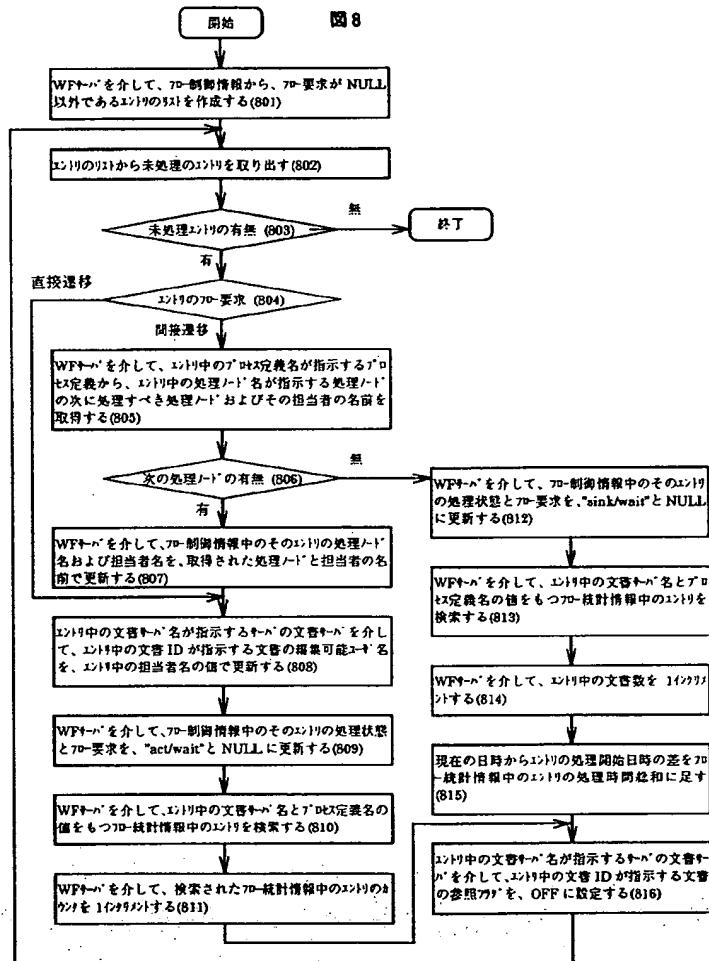 図8
開始
WFｻｰﾊﾞを介して、ﾌﾛｰ制御情報から、ﾌﾛｰ要求が NULL
以外であるｴﾝﾄﾘのﾘｽﾄを作成する(801)
ｴﾝﾄﾘのﾘｽﾄから未処理のｴﾝﾄﾘを取り出す(802)
未処理ｴﾝﾄﾘの有無 (803)
無
終了
有
直接遷移
ｴﾝﾄﾘのﾌﾛｰ要求 (804)
間接遷移
WFｻｰﾊﾞを介して、ｴﾝﾄﾘ中のﾌﾟﾛｾｽ定義名が指示するﾌﾟﾛ
ｾｽ定義から、ｴﾝﾄﾘ中の処理ﾉｰﾄﾞ名が指示する処理ﾉｰﾄﾞ
の次に処理すべき処理ﾉｰﾄﾞおよびその担当者の名前を
取得する(805)
次の処理ﾉｰﾄﾞの有無 (806)
無
有
WFｻｰﾊﾞを介して、ﾌﾛｰ制御情報中のそのｴﾝﾄﾘの処理ﾉｰﾄﾞ
名および担当者名を、取得された処理ﾉｰﾄﾞと担当者の名
前で更新する(807)
ｴﾝﾄﾘ中の文書ｻｰﾊﾞ名が指示するｻｰﾊﾞの文書ｻｰﾊﾞを介し
て、ｴﾝﾄﾘ中の文書 ID が指示する文書の編集可能ﾕｰｻﾞ名
を、ｴﾝﾄﾘ中の担当者名の値で更新する(808)
WFｻｰﾊﾞを介して、ﾌﾛｰ制御情報中のそのｴﾝﾄﾘの処理状態
とﾌﾛｰ要求を、"act/wait"と NULL に更新する(809)
WFｻｰﾊﾞを介して、ｴﾝﾄﾘ中の文書ｻｰﾊﾞ名とﾌﾟﾛｾｽ定義名の
値をもつﾌﾛｰ統計情報中のｴﾝﾄﾘを検索する(810)
WFｻｰﾊﾞを介して、検索されたﾌﾛｰ統計情報中のｴﾝﾄﾘのｶ
ｳﾝﾀを 1ｲﾝｸﾘﾒﾝﾄする(811)
WFｻｰﾊﾞを介して、ﾌﾛｰ制御情報中のそのｴﾝﾄﾘ
の処理状態とﾌﾛｰ要求を、"sink/wait"と NULL
に更新する(812)
WFｻｰﾊﾞを介して、ｴﾝﾄﾘ中の文書ｻｰﾊﾞ名とﾌﾟﾛ
ｾｽ定義名の値をもつﾌﾛｰ統計情報中のｴﾝﾄﾘを
検索する(813)
WFｻｰﾊﾞを介して、ｴﾝﾄﾘ中の文書数を 1ｲﾝｸﾘﾒ
ﾝﾄする(814)
現在の日時からｴﾝﾄﾘの処理開始日時の差をﾌﾛ
ｰ統計情報中のｴﾝﾄﾘの処理時間総和に足す
(815)
ｴﾝﾄﾘ中の文書ｻｰﾊﾞ名が指示するｻｰﾊﾞの文書ｻｰ
ﾊﾞを介して、ｴﾝﾄﾘ中の文書 ID が指示する文書
の参照ﾌﾗｸﾞを、OFF に設定する(816)